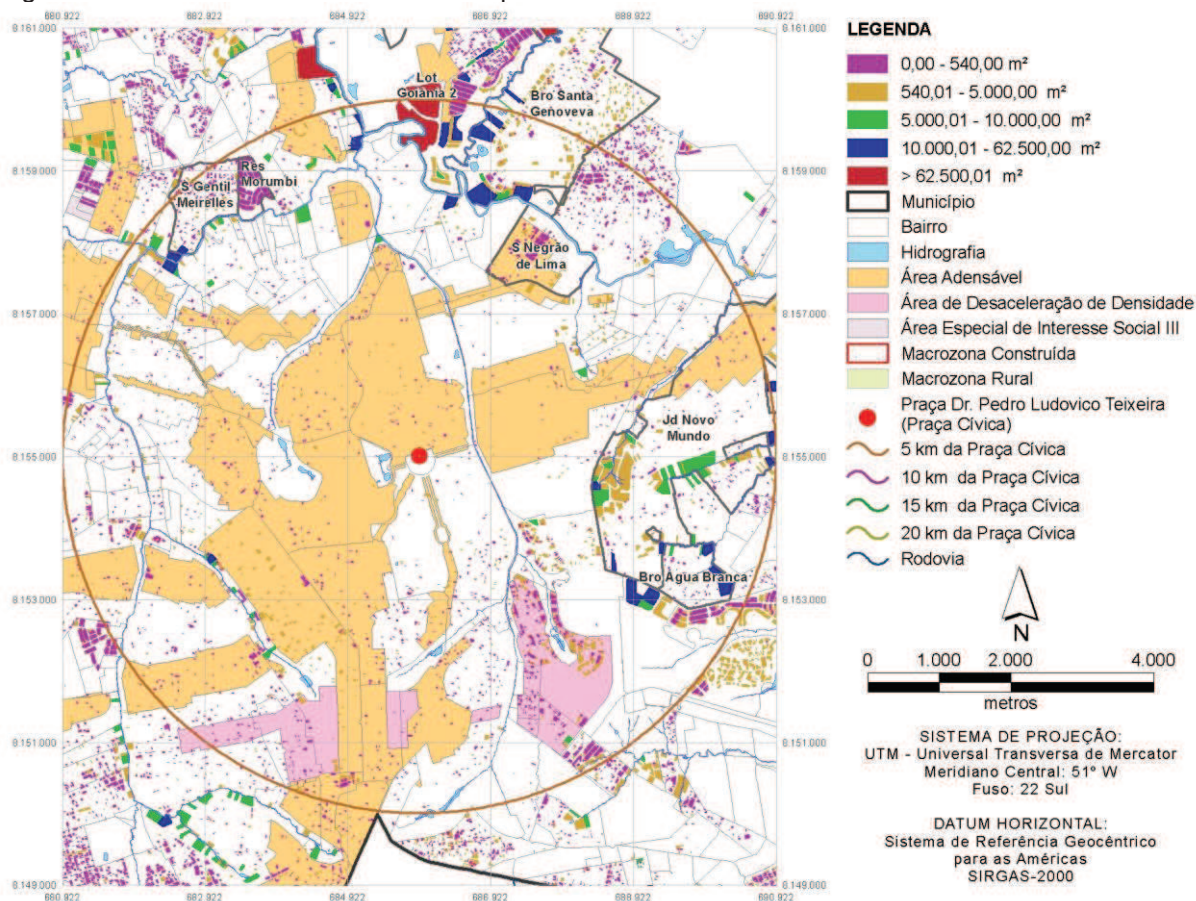 680.922 682.922 684.922 686.922 688.922 690.922
8.161.000 8.161.000
8.159.000 8.159.000
8.157.000 8.157.000
8.155.000 8.155.000
8.153.000 8.153.000
8.151.000 8.151.000
8.149.000 8.149.000
680.922 682.922 684.922 686.922 688.922 690.922
Lot
Goiânia 2
Bro Santa
Genoveva
Res
Morumbi
S Gentil
Meirelles
S Negrão
de Lima
Jd Novo
Mundo
Bro Água Branca
LEGENDA
0,00 - 540,00 m²
540,01 - 5.000,00 m²
5.000,01 - 10.000,00 m²
10.000,01 - 62.500,00 m²
> 62.500,01 m²
Município
Bairro
Hidrografia
Área Adensável
Área de Desaceleração de Densidade
Área Especial de Interesse Social III
Macrozona Construída
Macrozona Rural
Praça Dr. Pedro Ludovico Teixeira
(Praça Cívica)
5 km da Praça Cívica
10 km da Praça Cívica
15 km da Praça Cívica
20 km da Praça Cívica
Rodovia
N
0 1.000 2.000 4.000
metros
SISTEMA DE PROJEÇÃO:
UTM - Universal Transversa de Mercator
Meridiano Central: 51º W
Fuso: 22 Sul
DATUM HORIZONTAL:
Sistema de Referência Geocêntrico
para as Américas
SIRGAS-2000